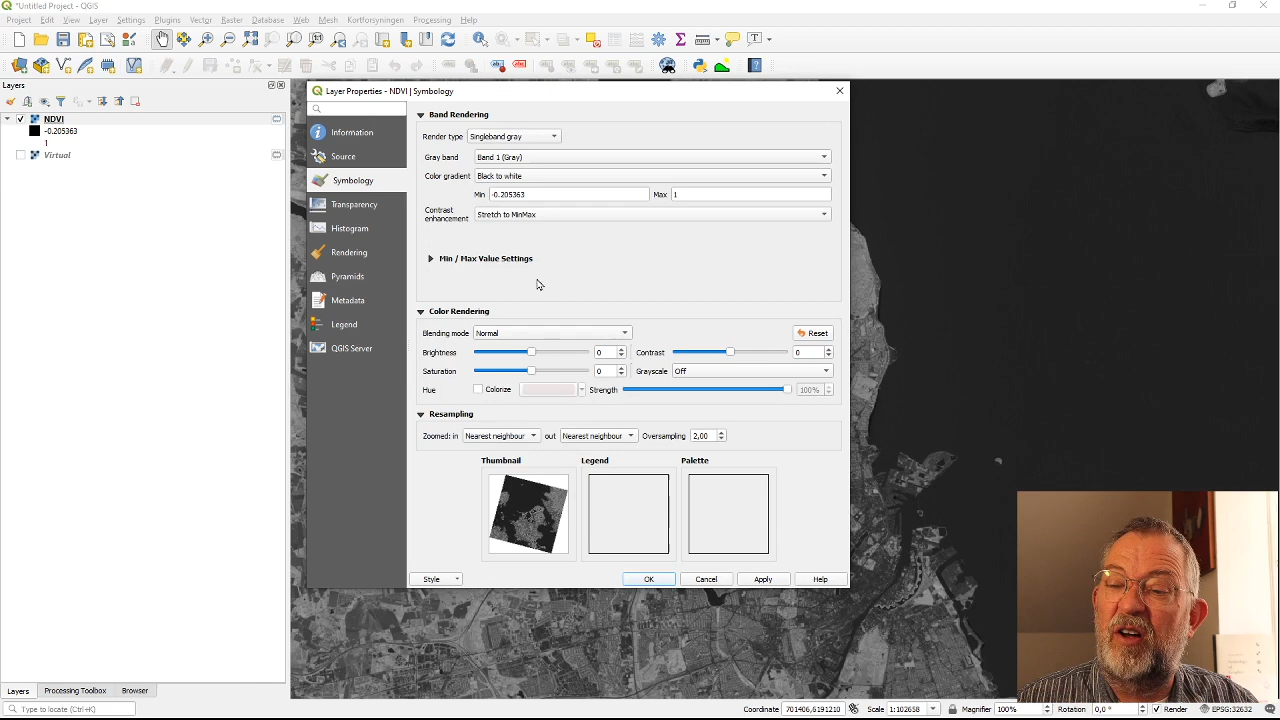 *Untitled Project - QGIS
Project Edit View Layer Settings Plugins Vector Raster Database Web Mesh Kortforsyningen Processing Help
Layers
NDVI
-0.205363
1
Virtual
Layer Properties - NDVI | Symbology
Information
Source
Symbology
Transparency
Histogram
Rendering
Pyramids
Metadata
Legend
QGIS Server
Band Rendering
Render type Singleband gray
Gray band Band 1 (Gray)
Color gradient Black to white
Min -0.205363 Max 1
Contrast enhancement Stretch to MinMax
Min / Max Value Settings
Color Rendering
Blending mode Normal Reset
Brightness 0 Contrast 0
Saturation 0 Grayscale Off
Hue Colorize Strength 100%
Resampling
Zoomed: in Nearest neighbour out Nearest neighbour Oversampling 2,00
Thumbnail Legend Palette
Style OK Cancel Apply Help
Layers Processing Toolbox Browser
Type to locate (Ctrl+K) Coordinate 701406,6191210 Scale 1:102658 Magnifier 100% Rotation 0,0 ° Render EPSG:32632